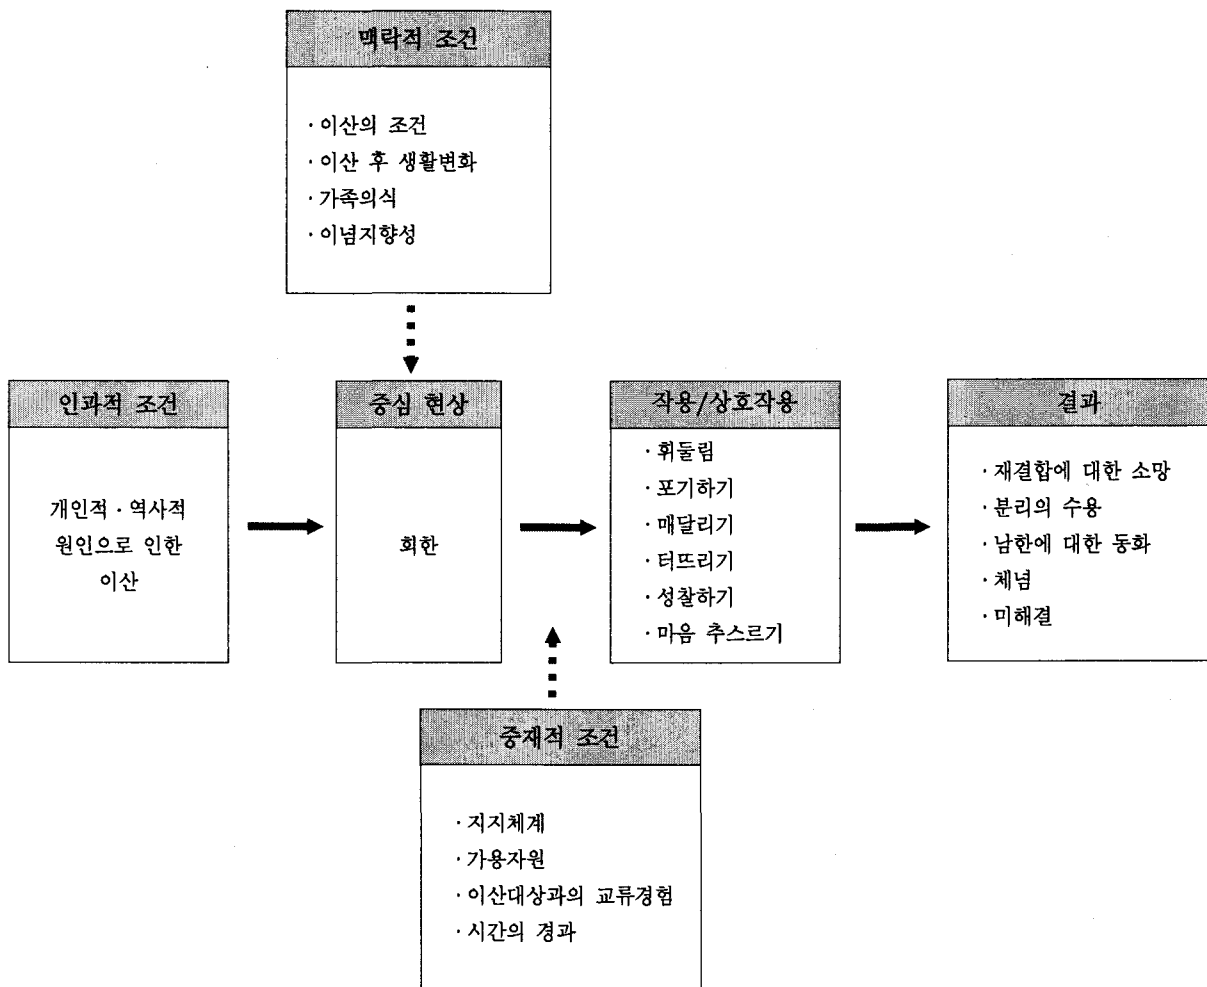 맥락적 조건
· 이산의 조건
· 이산 후 생활변화
· 가족의식
· 이념지향성
인과적 조건
개인적 · 역사적
원인으로 인한
이산
중심 현상
회한
작용/상호작용
· 휘둘림
· 포기하기
· 매달리기
· 터뜨리기
· 성찰하기
· 마음 추스르기
결과
· 재결합에 대한 소망
· 분리의 수용
· 남한에 대한 동화
· 체념
· 미해결
중재적 조건
· 지지체계
· 가용자원
· 이산대상과의 교류경험
· 시간의 경과